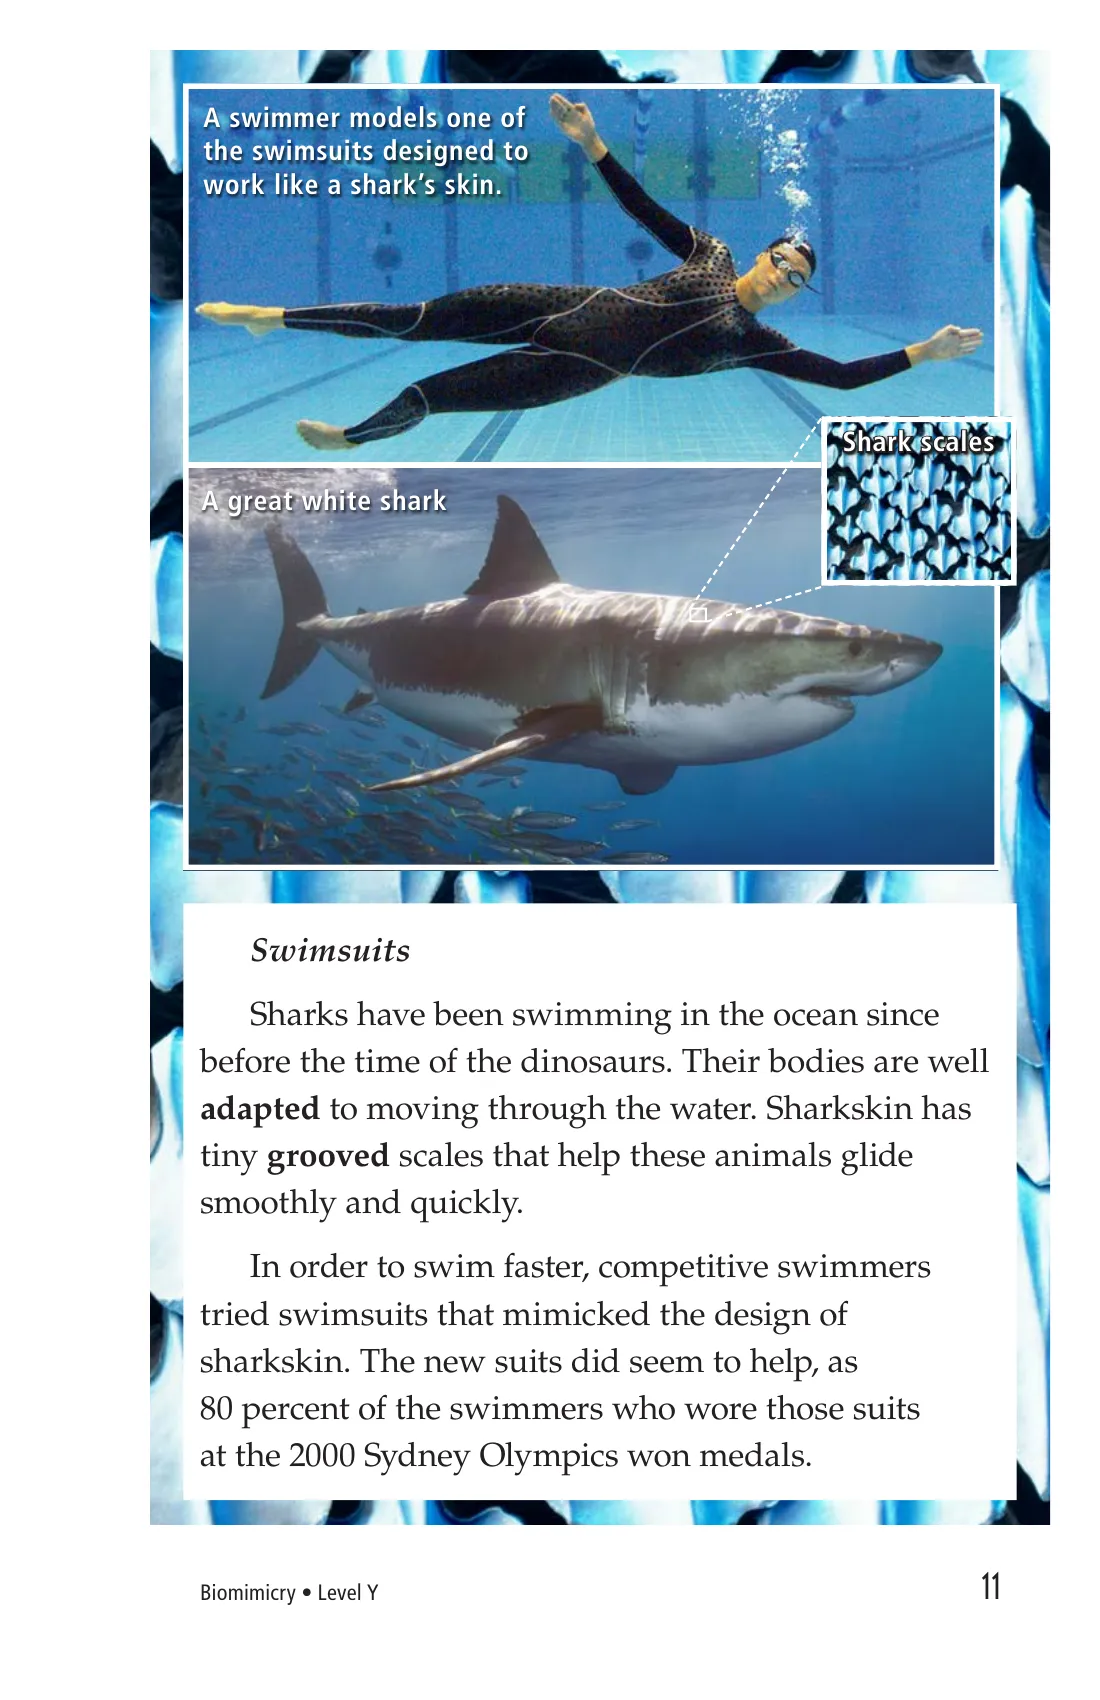 A swimmer models one of
the swimsuits designed to
work like a shark’s skin.
Shark scales
A great white shark
Swimsuits
Sharks have been swimming in the ocean since
before the time of the dinosaurs. Their bodies are well
adapted to moving through the water. Sharkskin has
tiny grooved scales that help these animals glide
smoothly and quickly.
In order to swim faster, competitive swimmers
tried swimsuits that mimicked the design of
sharkskin. The new suits did seem to help, as
80 percent of the swimmers who wore those suits
at the 2000 Sydney Olympics won medals.
Biomimicry • Level Y
11